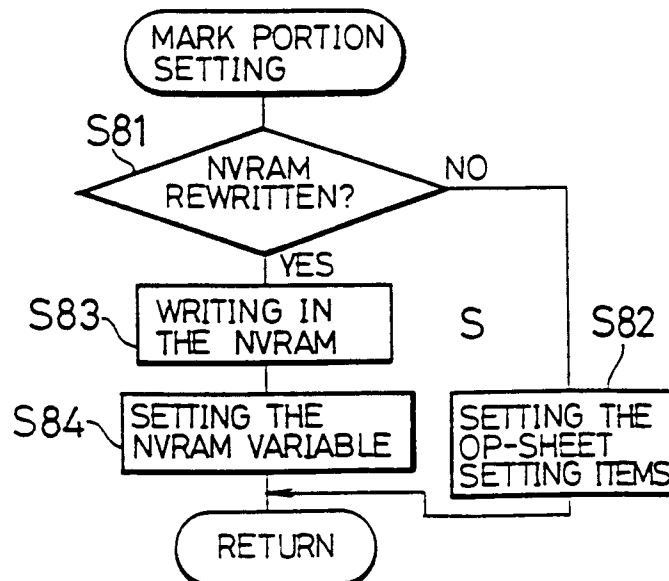 MARK PORTION
SETTING
S81
NVRAM
REWRITTEN?
NO
YES
S83
WRITING IN
THE NVRAM
S
S82
S84
SETTING THE
NVRAM VARIABLE
SETTING THE
OP-SHEET
SETTING ITEMS
RETURN